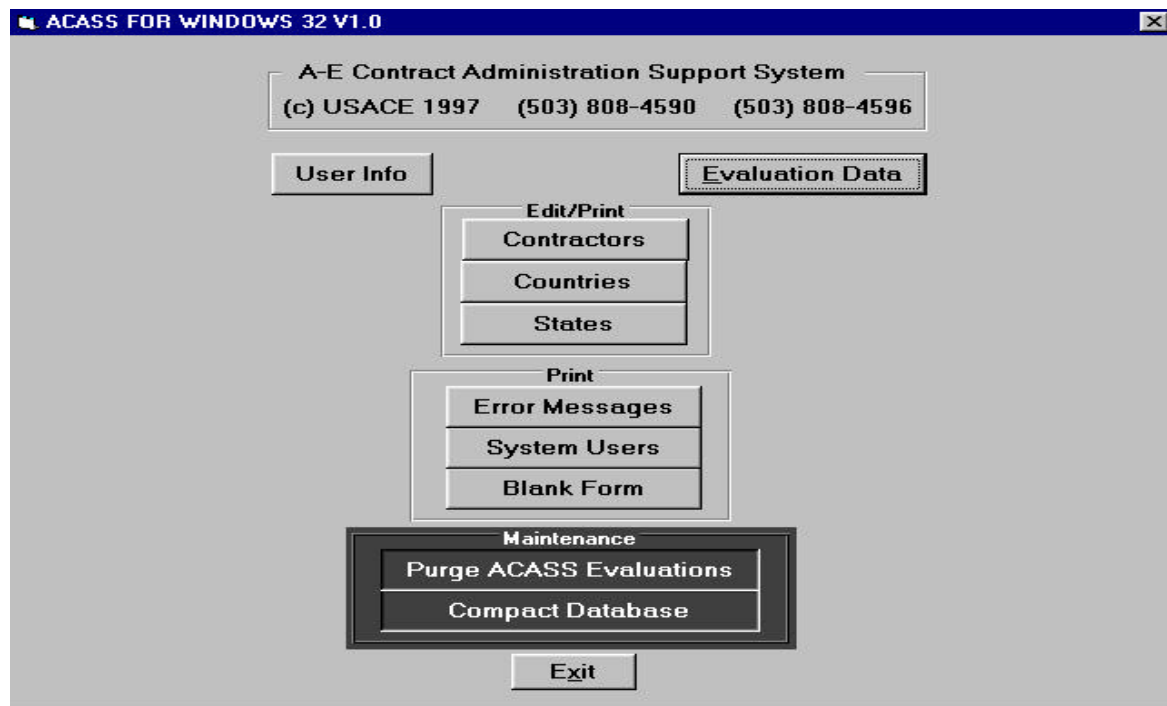 ACASS FOR WINDOWS 32 V1.0
A-E Contract Administration Support System
(c) USACE 1997 (503) 808-4590 (503) 808-4596
User Info Evaluation Data
Edit/Print
Contractors
Countries
States
Print
Error Messages
System Users
Blank Form
Maintenance
Purge ACASS Evaluations
Compact Database
Exit